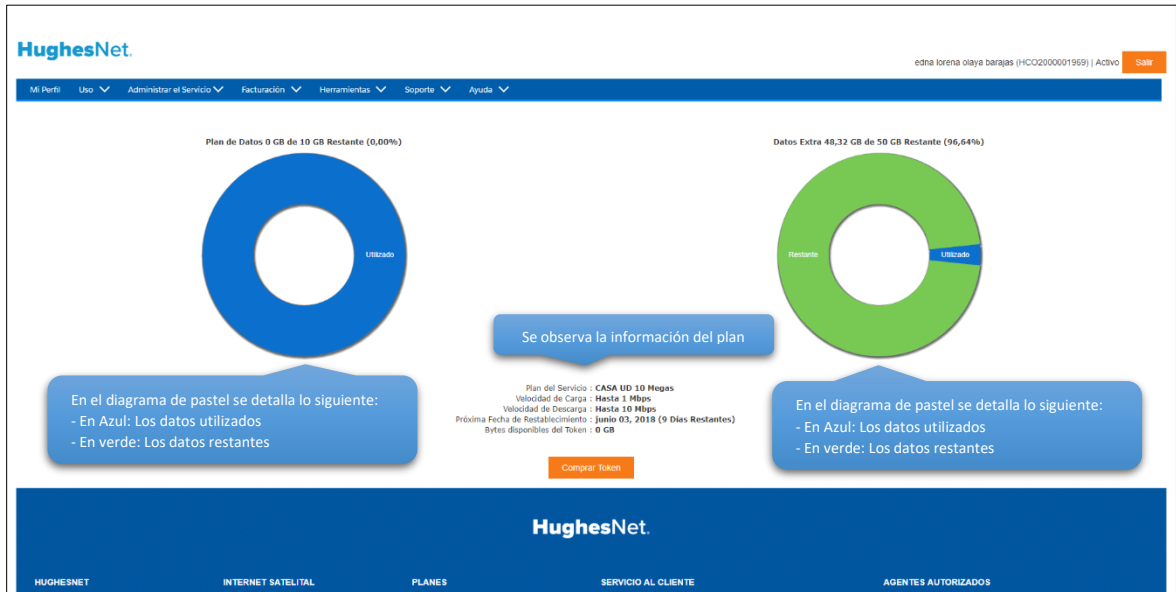 HughesNet.
edna lorena olaya barajas (HCO2000001969) | Activo Salir
Mi Perfil Uso Administrar el Servicio Facturación Herramientas Soporte Ayuda
Plan de Datos 0 GB de 10 GB Restante (0,00%)
Utilizado
Datos Extra 48,32 GB de 50 GB Restante (96,64%)
Restante
Utilizado
Se observa la información del plan
En el diagrama de pastel se detalla lo siguiente:
- En Azul: Los datos utilizados
- En verde: Los datos restantes
Plan del Servicio : CASA UD 10 Megas
Velocidad de Carga : Hasta 1 Mbps
Velocidad de Descarga : Hasta 10 Mbps
Próxima Fecha de Restablecimiento : junio 03, 2018 (9 Días Restantes)
Bytes disponibles del Token : 0 GB
En el diagrama de pastel se detalla lo siguiente:
- En Azul: Los datos utilizados
- En verde: Los datos restantes
Comprar Token
HughesNet.
HUGHESNET INTERNET SATELITAL PLANES SERVICIO AL CLIENTE AGENTES AUTORIZADOS